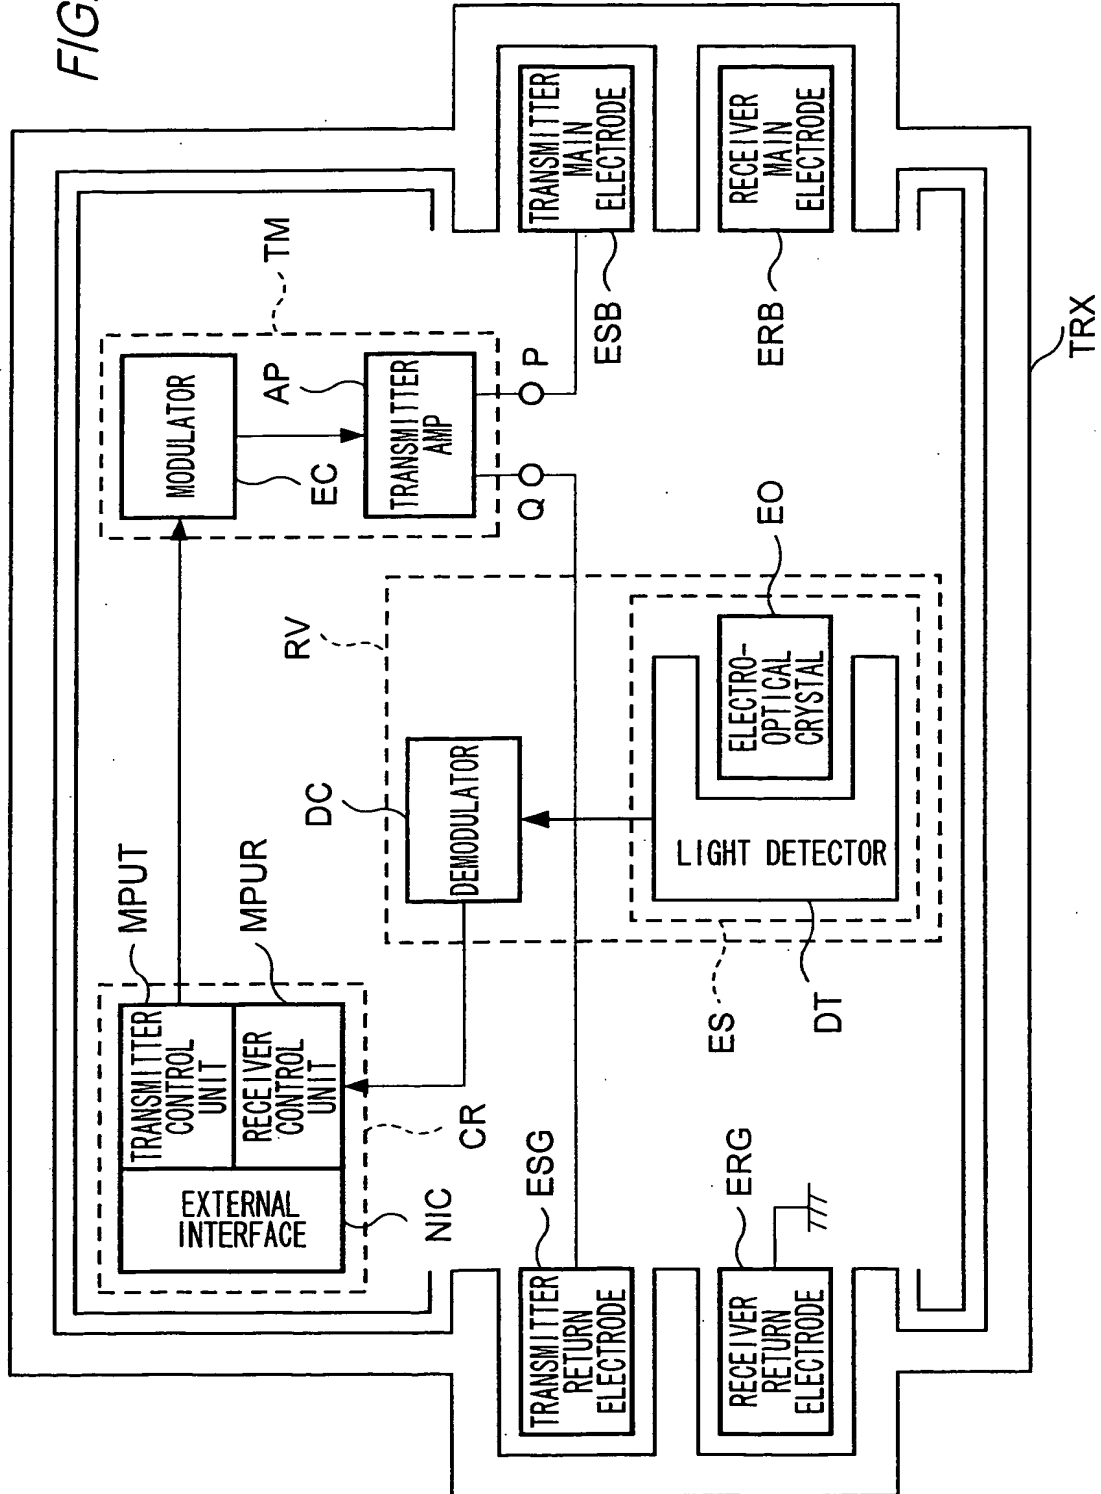 FIG.
TRANSMITTER
MAIN
ELECTRODE
RECEIVER
MAIN
ELECTRODE
TM
ESB
ERB
TRX
MODULATOR
AP
EC
TRANSMITTER
AMP
P
Q
EO
RV
ELECTRO-
OPTICAL
CRYSTAL
DC
DEMODULATOR
LIGHT DETECTOR
MPUT
MPUR
ES
DT
TRANSMITTER
CONTROL
UNIT
RECEIVER
CONTROL
UNIT
CR
EXTERNAL
INTERFACE
NIC
ESG
ERG
TRANSMITTER
RETURN
ELECTRODE
RECEIVER
RETURN
ELECTRODE